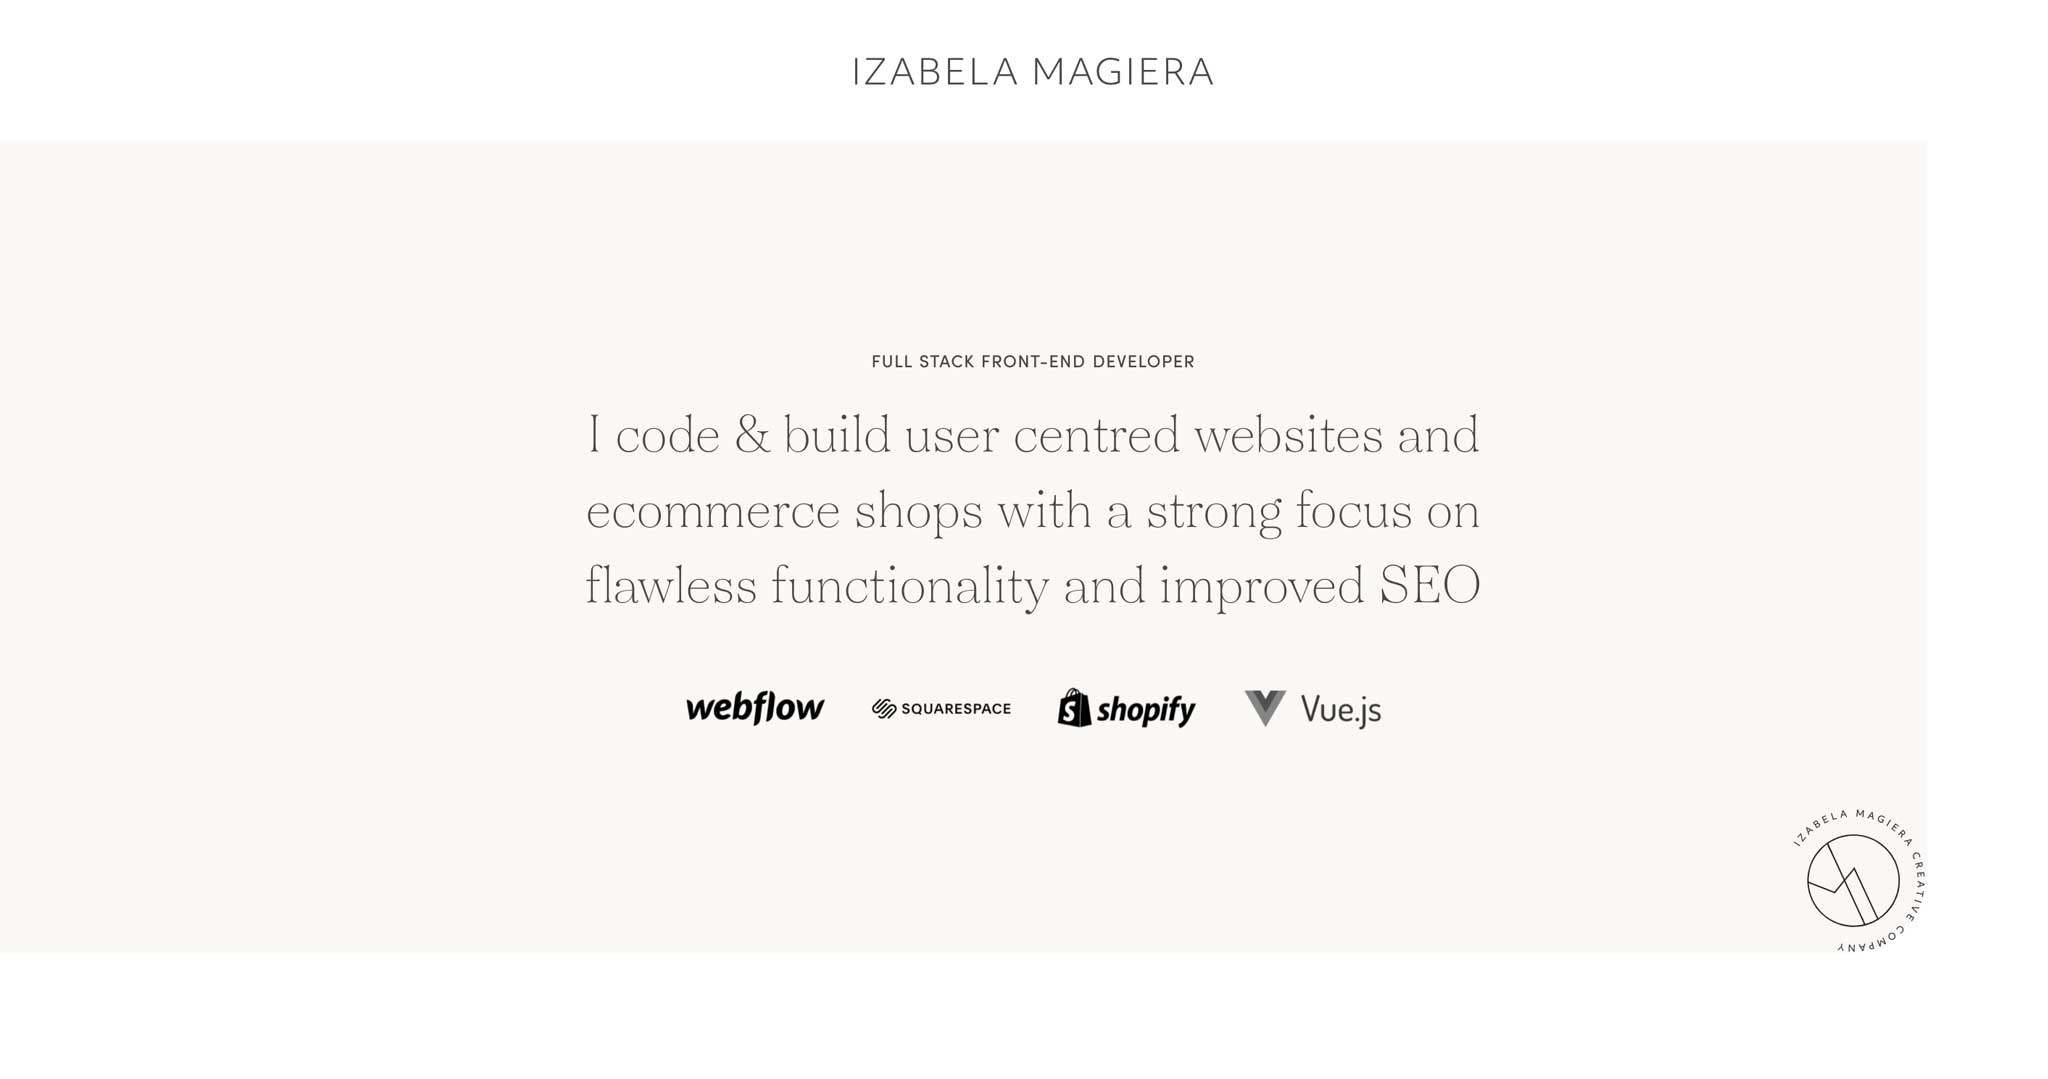 IZABELA MAGIERA
FULL STACK FRONT-END DEVELOPER
I code & build user centred websites and
ecommerce shops with a strong focus on
flawless functionality and improved SEO
webflow
SQUARESPACE
shopify
Vue.js
IZABELA MAGIERA CREATIVE COMPANY